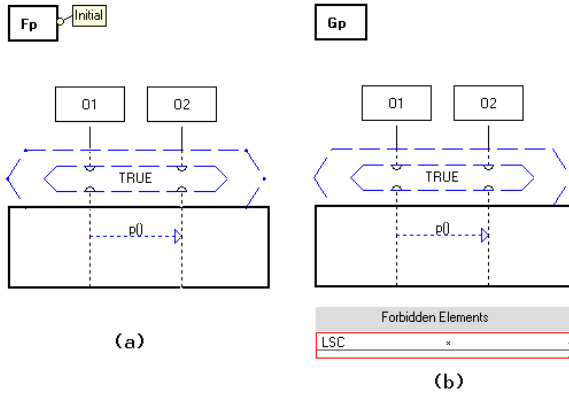 Fp
Initial
O1
O2
TRUE
p()
(a)
Gp
O1
O2
TRUE
p()
Forbidden Elements
LSC
×
(b)